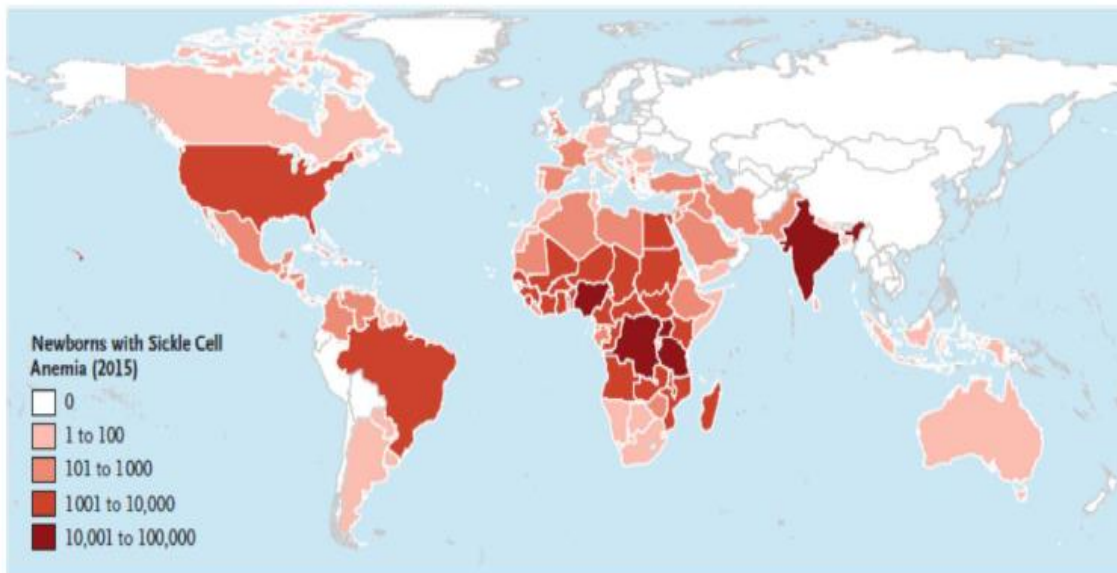 Newborns with Sickle Cell
Anemia (2015)
0
1 to 100
101 to 1000
1001 to 10,000
10,001 to 100,000